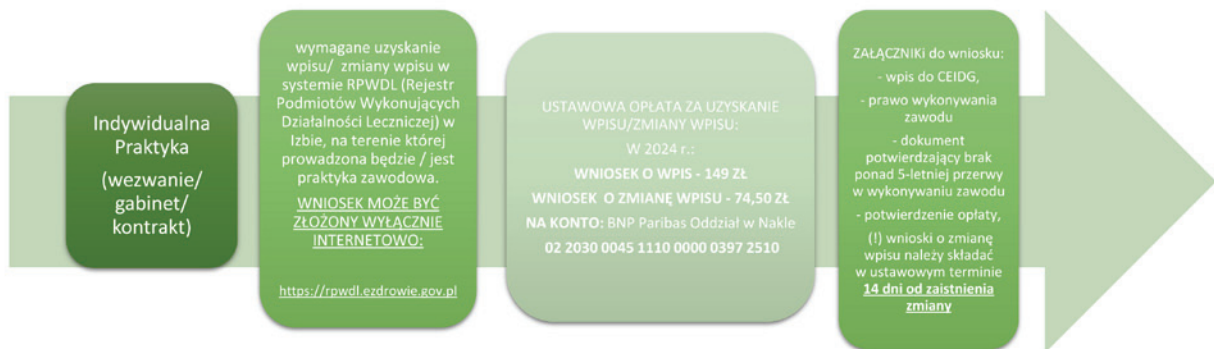 Indywidualna
Praktyka
(wezwanie/
gabinet/
kontrakt)
wymagane uzyskanie
wpisu/ zmiany wpisu w
systemie RPWDL (Rejestr
Podmiotów Wykonujących
Działalności Leczniczej) w
Izbie, na terenie której
prowadzona będzie / jest
praktyka zawodowa.
WNIOSEK MOŻE BYĆ
ZŁOŻONY WYŁĄCZNIE
INTERNETOWO:
https://rpwdl.ezdrowie.gov.pl
USTAWOWA OPŁATA ZA UZYSKANIE
WPISU/ZMIANY WPISU:
W 2024 r.:
WNIOSEK O WPIS - 149 ZŁ
WNIOSEK O ZMIANĘ WPISU - 74,50 ZŁ
NA KONTO: BNP Paribas Oddział w Nakle
02 2030 0045 1110 0000 0397 2510
ZAŁĄCZNIKi do wniosku:
- wpis do CEIDG,
- prawo wykonywania
zawodu
- dokument
potwierdzający brak
ponad 5-letniej przerwy
w wykonywaniu zawodu
- potwierdzenie opłaty,
(!) wnioski o zmianę
wpisu należy składać
w ustawowym terminie
14 dni od zaistnienia
zmiany